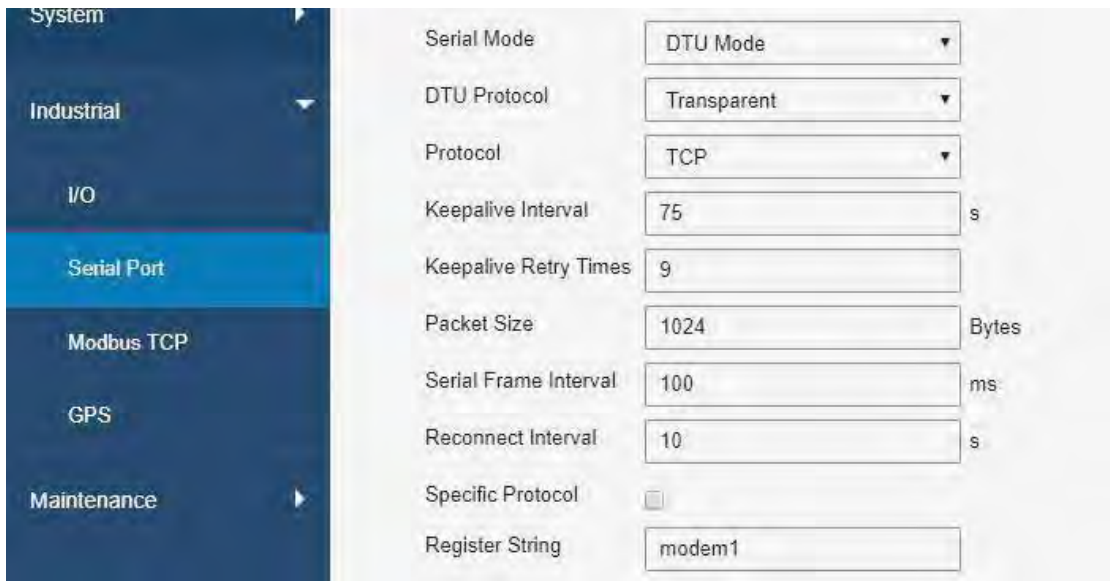 System
Industrial
I/O
Serial Port
Modbus TCP
GPS
Maintenance
Serial Mode DTU Mode
DTU Protocol Transparent
Protocol TCP
Keepalive Interval 75 s
Keepalive Retry Times 9
Packet Size 1024 Bytes
Serial Frame Interval 100 ms
Reconnect Interval 10 s
Specific Protocol
Register String modem1